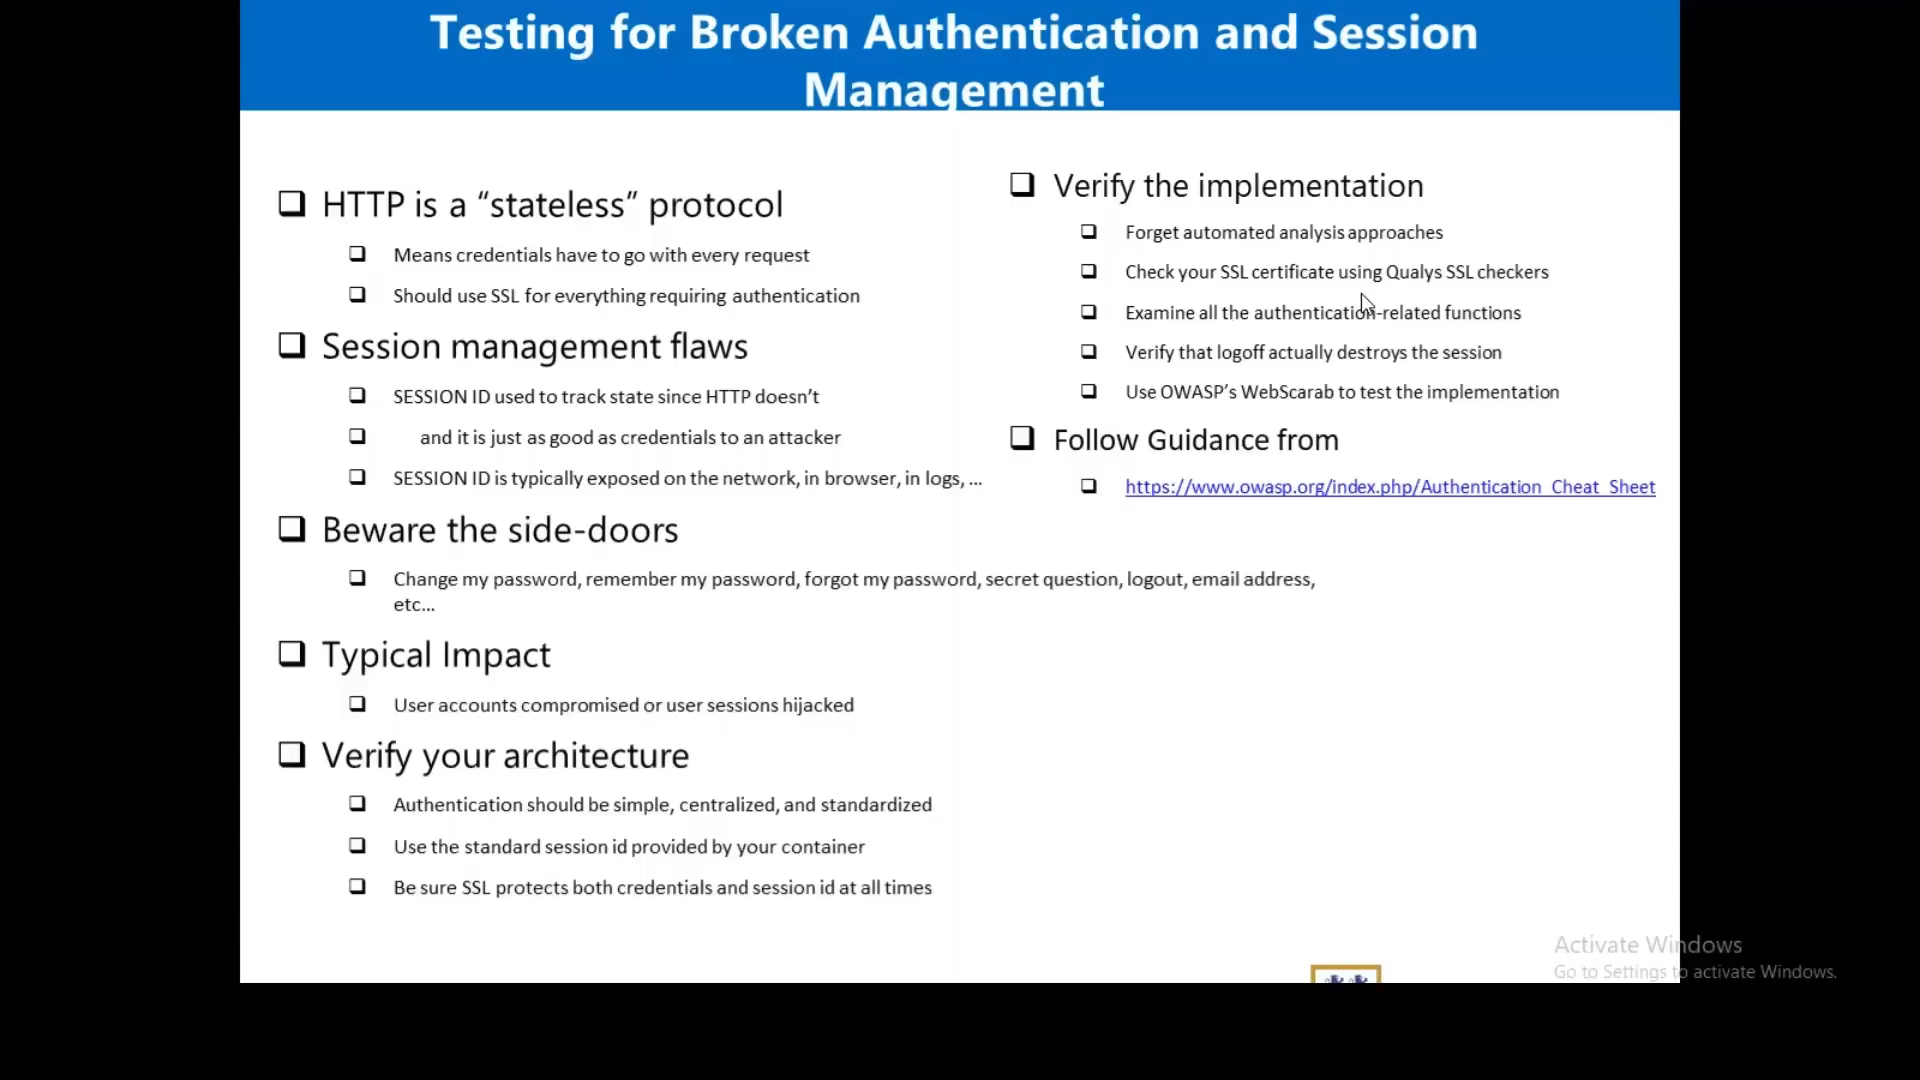 Testing for Broken Authentication and Session
Management
HTTP is a “stateless” protocol
Means credentials have to go with every request
Should use SSL for everything requiring authentication
Session management flaws
SESSION ID used to track state since HTTP doesn’t
and it is just as good as credentials to an attacker
SESSION ID is typically exposed on the network, in browser, in logs, …
Beware the side-doors
Change my password, remember my password, forgot my password, secret question, logout, email address,
etc…
Typical Impact
User accounts compromised or user sessions hijacked
Verify your architecture
Authentication should be simple, centralized, and standardized
Use the standard session id provided by your container
Be sure SSL protects both credentials and session id at all times
Verify the implementation
Forget automated analysis approaches
Check your SSL certificate using Qualys SSL checkers
Examine all the authentication-related functions
Verify that logoff actually destroys the session
Use OWASP’s WebScarab to test the implementation
Follow Guidance from
https://www.owasp.org/index.php/Authentication_Cheat_Sheet
Activate Windows
Go to Settings to activate Windows.